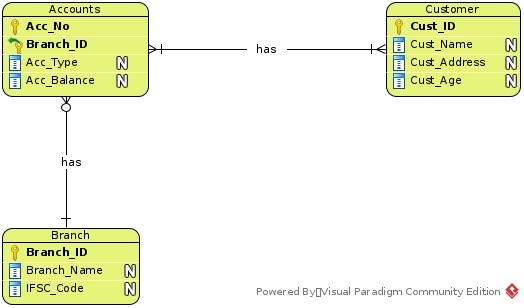 Accounts
Acc_No
Branch_ID
Acc_Type N
Acc_Balance N
has
Customer
Cust_ID
Cust_Name N
Cust_Address N
Cust_Age N
has
Branch
Branch_ID
Branch_Name N
IFSC_Code N
Powered By▯Visual Paradigm Community Edition